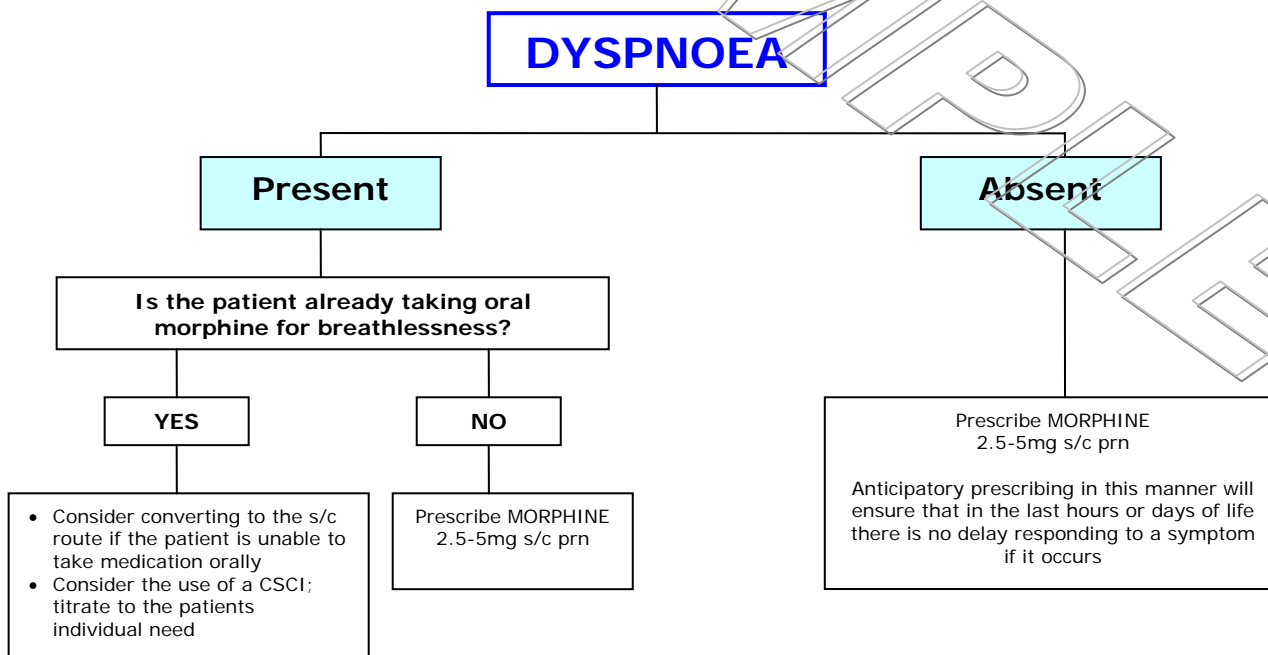 DYSPNOEA
Present
Absent
Is the patient already taking oral
morphine for breathlessness?
YES
NO
• Consider converting to the s/c
route if the patient is unable to
take medication orally
• Consider the use of a CSCI;
titrate to the patients
individual need
Prescribe MORPHINE
2.5-5mg s/c prn
Prescribe MORPHINE
2.5-5mg s/c prn
Anticipatory prescribing in this manner will
ensure that in the last hours or days of life
there is no delay responding to a symptom
if it occurs